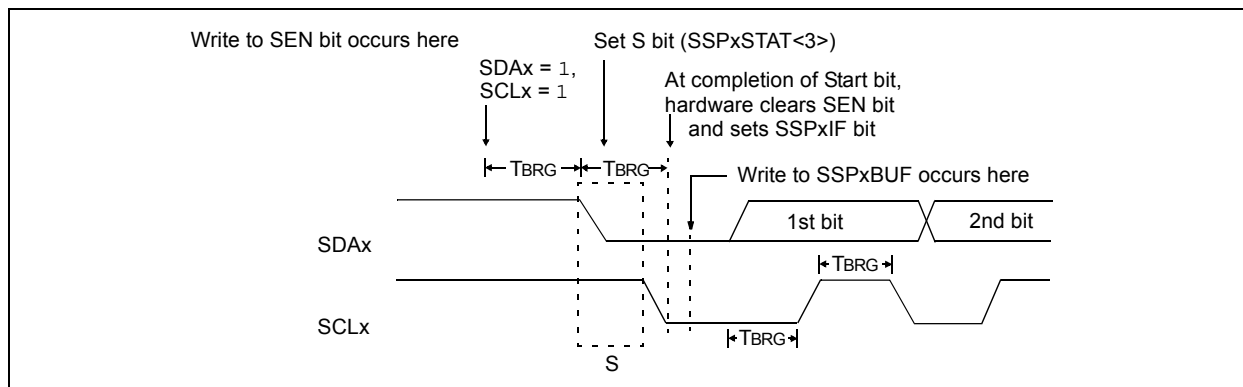 Write to SEN bit occurs here
Set S bit (SSPxSTAT<3>)
SDAx = 1,
SCLx = 1
At completion of Start bit,
hardware clears SEN bit
and sets SSPxIF bit
TBRG
TBRG
Write to SSPxBUF occurs here
SDAx
1st bit
2nd bit
TBRG
SCLx
TBRG
S